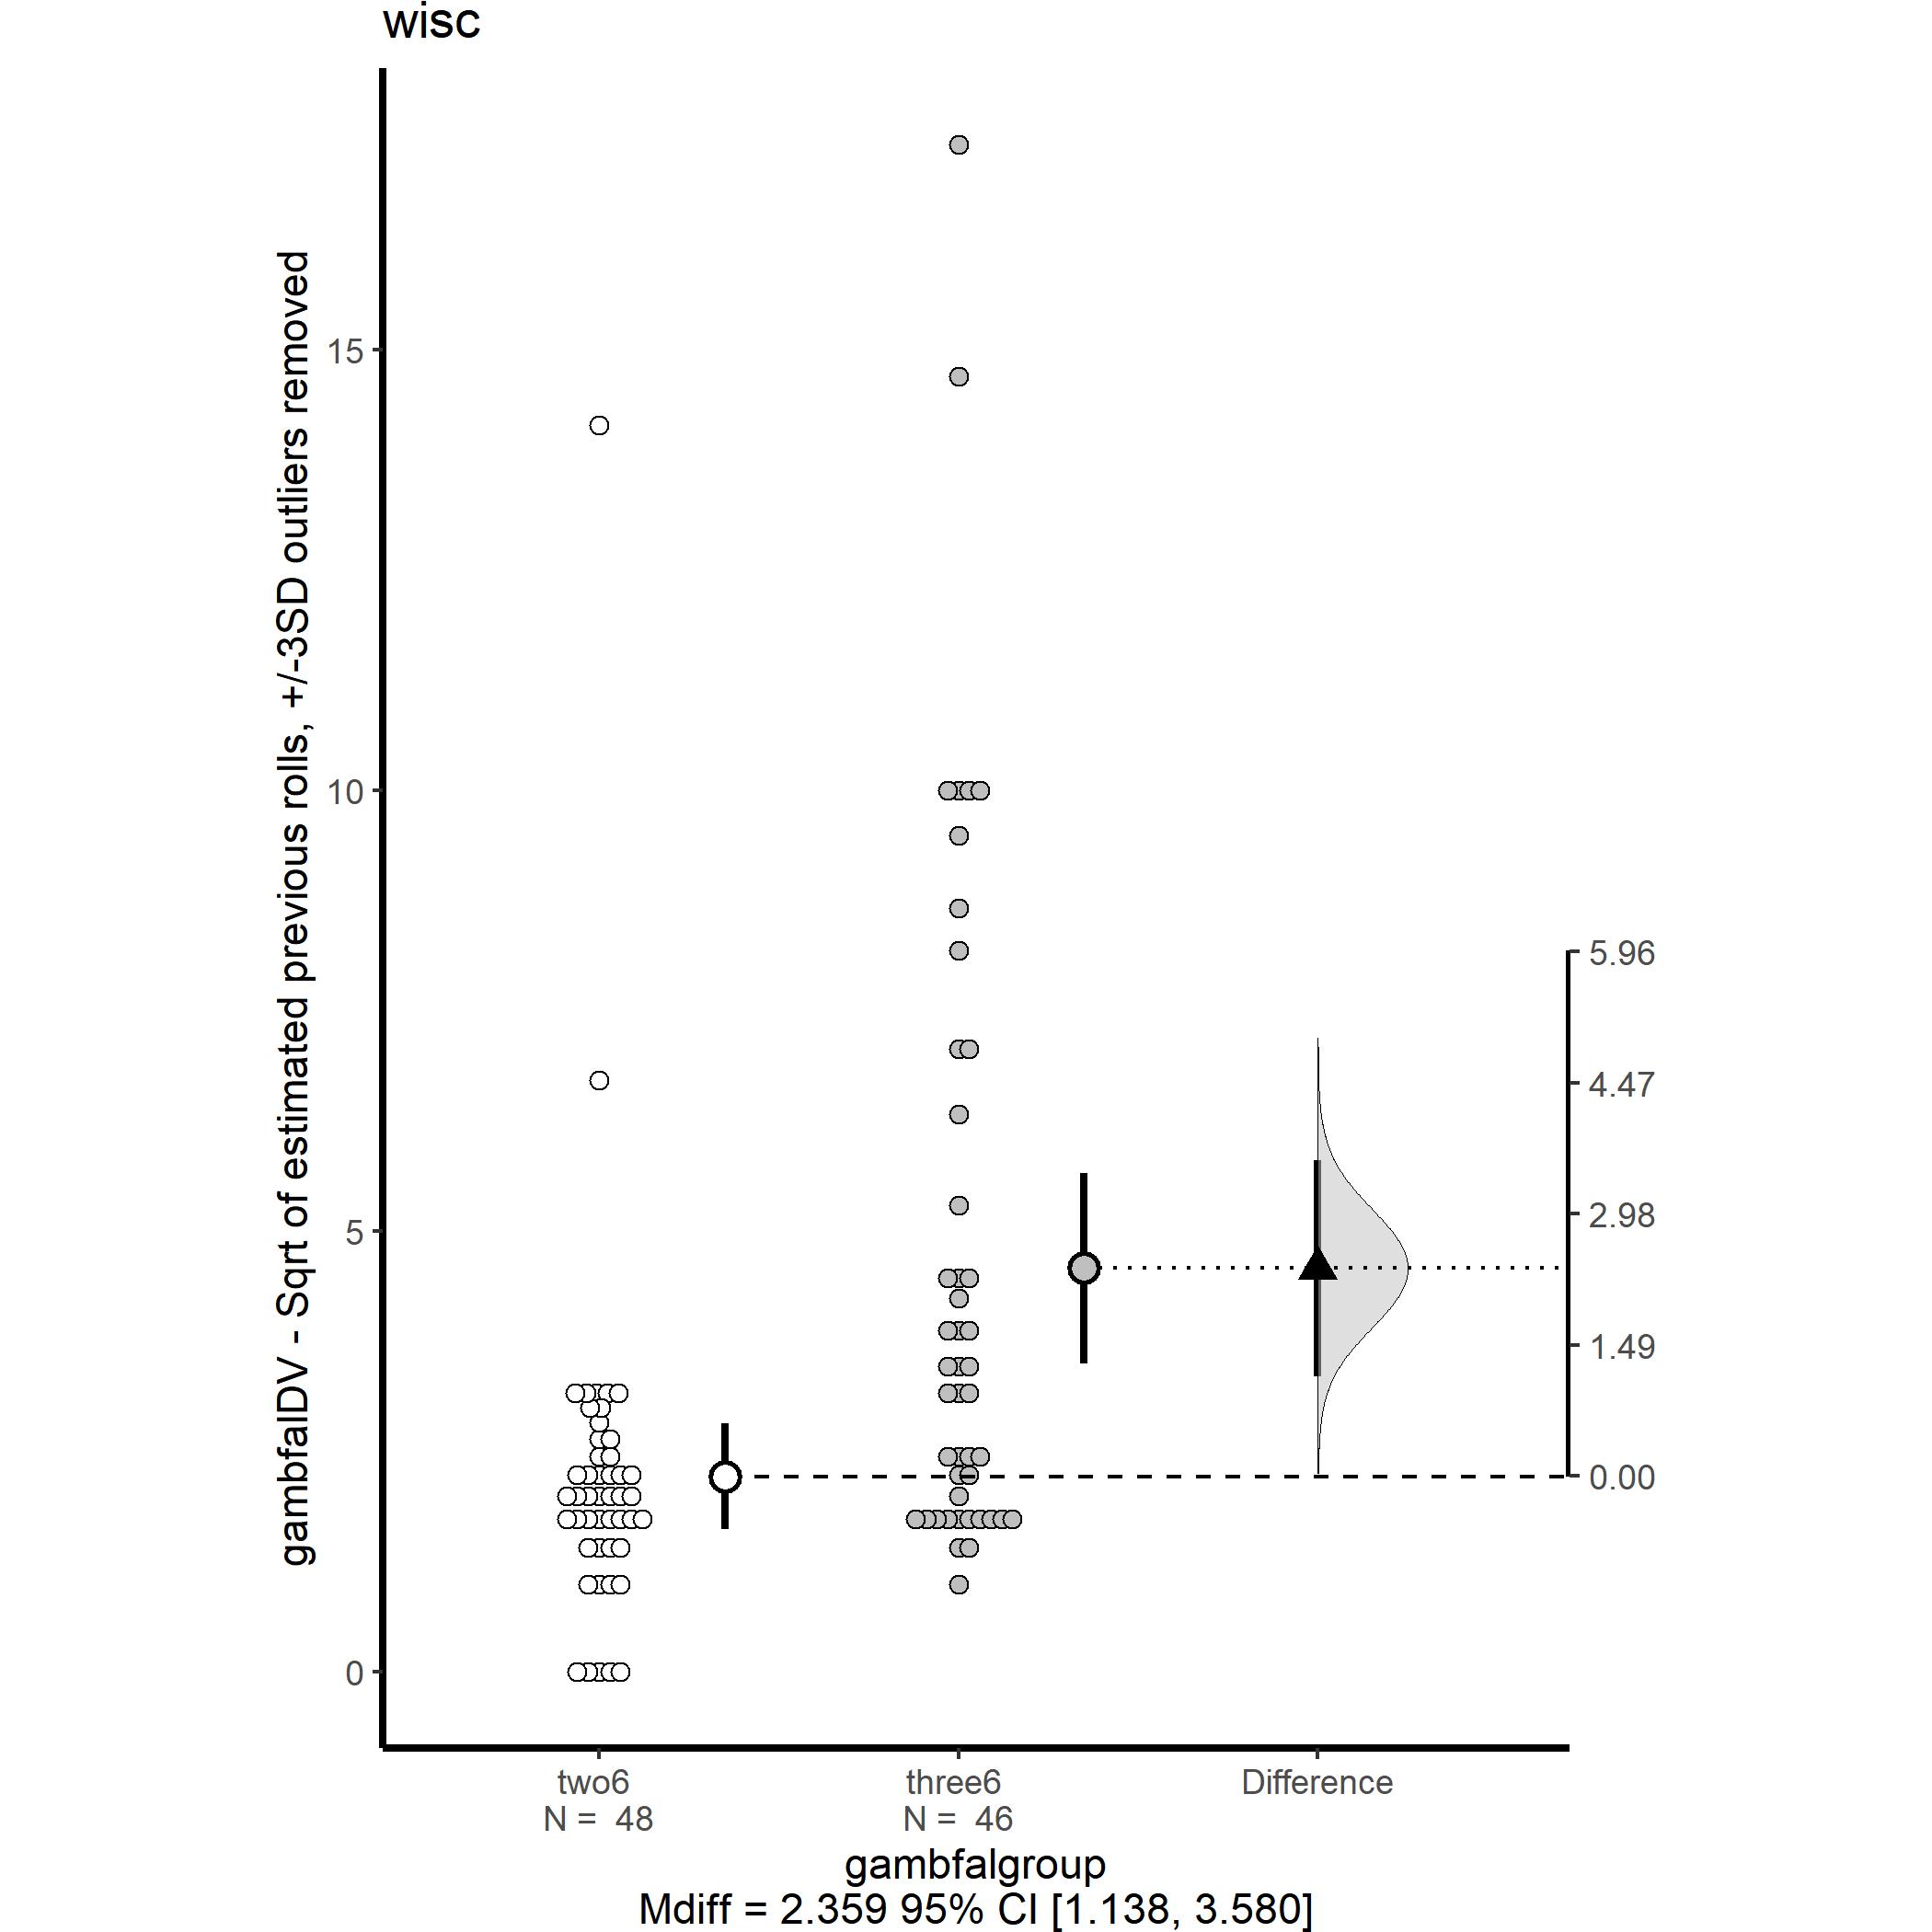 wisc
gambfalDV - Sqrt of estimated previous rolls, +/-3SD outliers removed
15
10
5
0
5.96
4.47
2.98
1.49
0.00
two6
N =  48
three6
N =  46
Difference
gambfalgroup
Mdiff = 2.359 95% CI [1.138, 3.580]